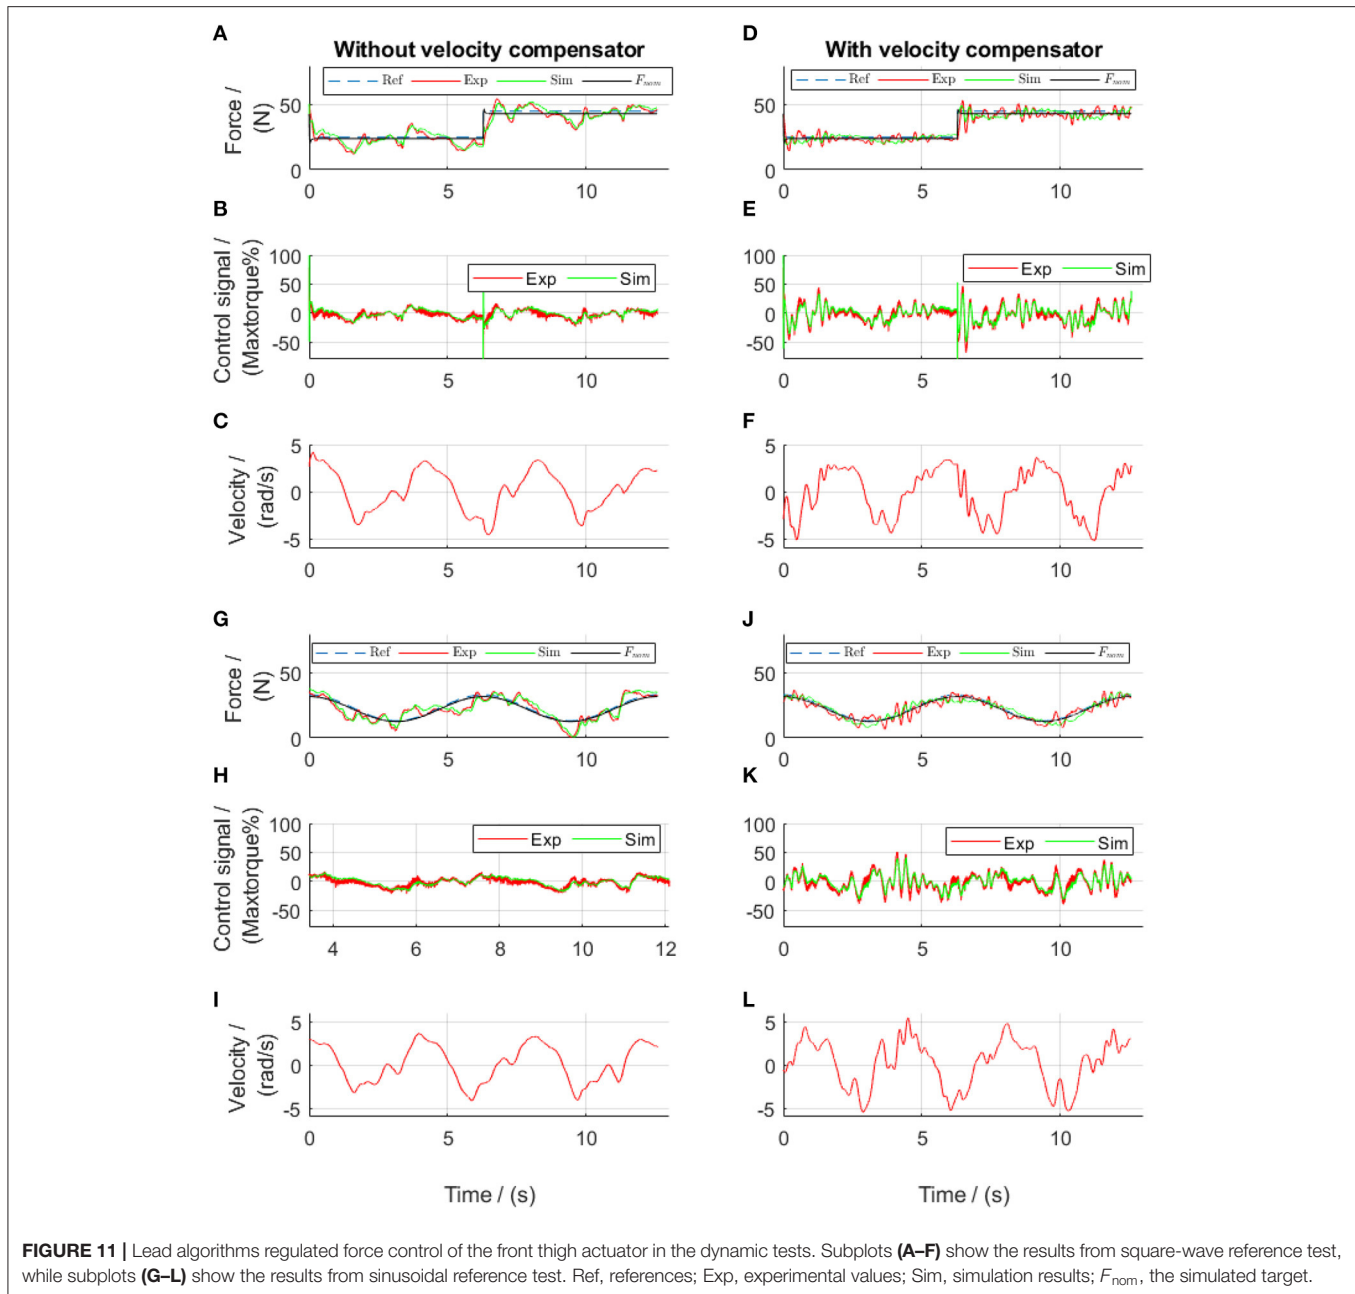 A
D
Without velocity compensator
With velocity compensator
Ref Exp Sim Fnom
Ref Exp Sim Fnom
Force / (N)
50
0
0 5 10
50
0
0 5 10
B
E
Control signal / (Maxtorque%)
100
50
0
-50
Exp Sim
0 5 10
100
50
0
-50
Exp Sim
0 5 10
C
F
Velocity / (rad/s)
5
0
-5
0 5 10
5
0
-5
0 5 10
G
J
Ref Exp Sim Fnom
Ref Exp Sim Fnom
Force / (N)
50
0
0 5 10
50
0
0 5 10
H
K
Control signal / (Maxtorque%)
100
50
0
-50
Exp Sim
4 6 8 10 12
100
50
0
-50
Exp Sim
0 5 10
I
L
Velocity / (rad/s)
5
0
-5
0 5 10
5
0
-5
0 5 10
Time / (s)
Time / (s)
FIGURE 11 | Lead algorithms regulated force control of the front thigh actuator in the dynamic tests. Subplots (A–F) show the results from square-wave reference test,
while subplots (G–L) show the results from sinusoidal reference test. Ref, references; Exp, experimental values; Sim, simulation results; Fnom, the simulated target.